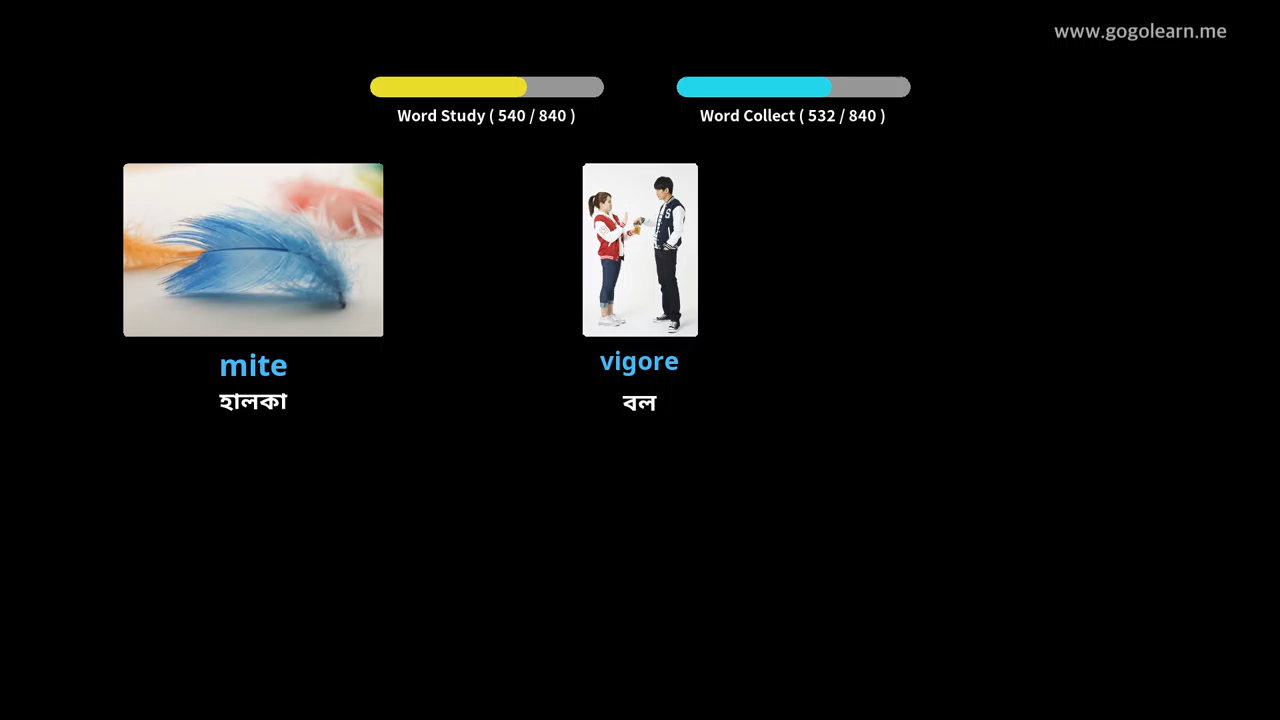 www.gogolearn.me
Word Study ( 540 / 840 )
Word Collect ( 532 / 840 )
mite
হালকা
vigore
বল